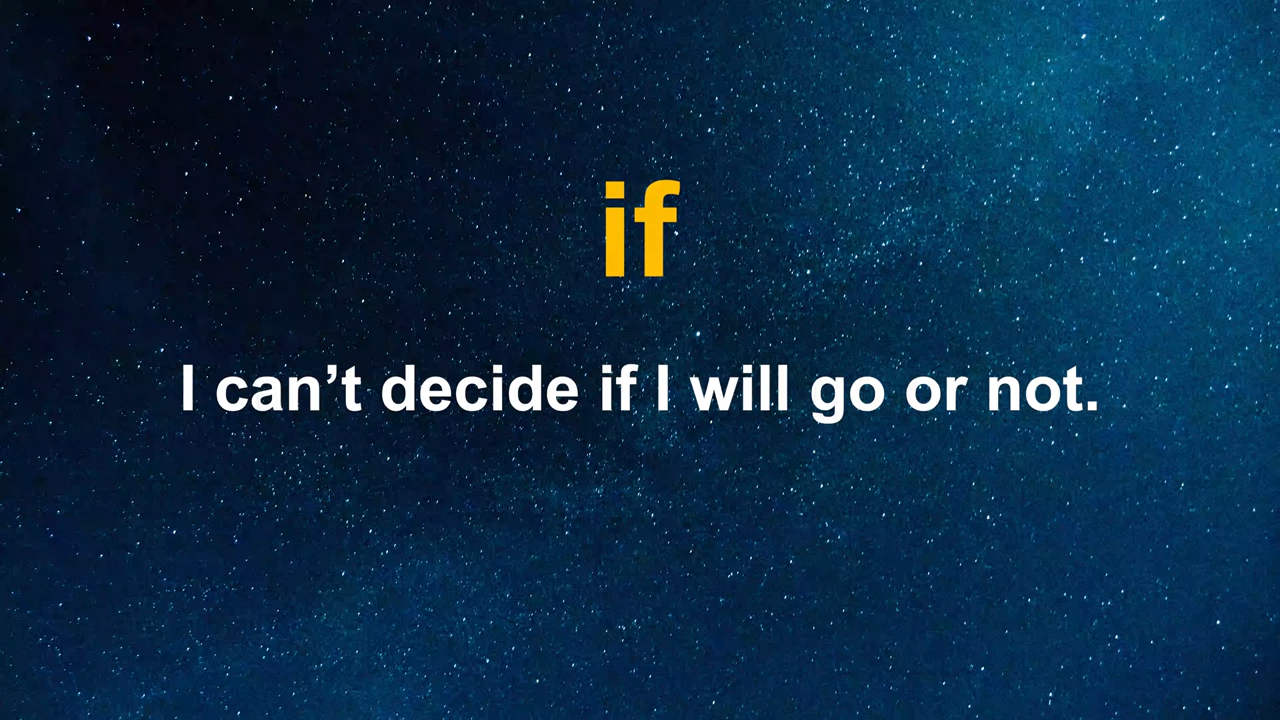 if
I can’t decide if I will go or not.